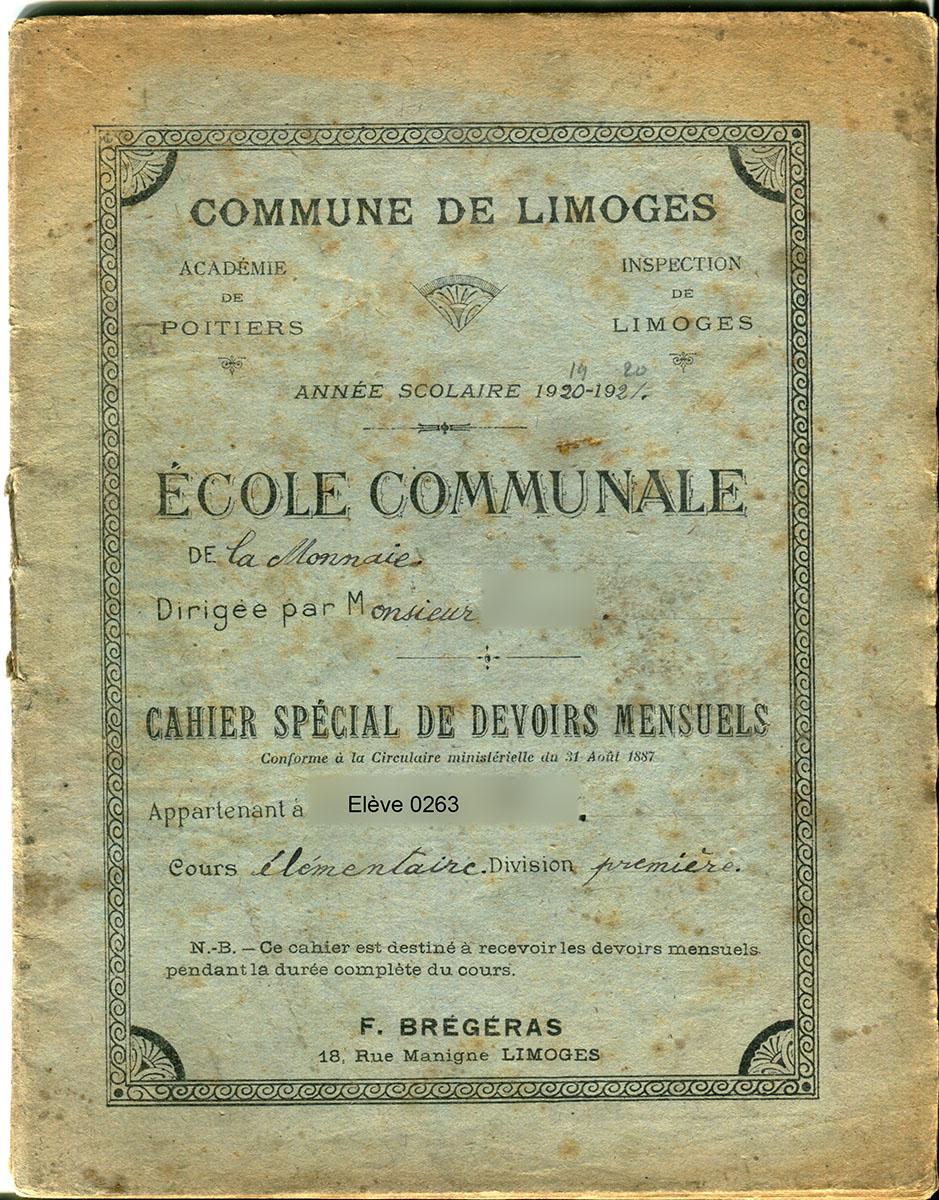 COMMUNE DE LIMOGES
ACADÉMIE
DE
POITIERS
INSPECTION
DE
LIMOGES
19 20
ANNÉE SCOLAIRE 1920-1921.
ÉCOLE COMMUNALE
DE la Monnaie.
Dirigée par Monsieur .
CAHIER SPÉCIAL DE DEVOIRS MENSUELS
Conforme à la Circulaire ministérielle du 31 Août 1887
Appartenant à Elève 0263 .
Cours élémentaire. Division première.
N.-B. — Ce cahier est destiné à recevoir les devoirs mensuels
pendant la durée complète du cours.
F. BRÉGÉRAS
18, Rue Manigne LIMOGES